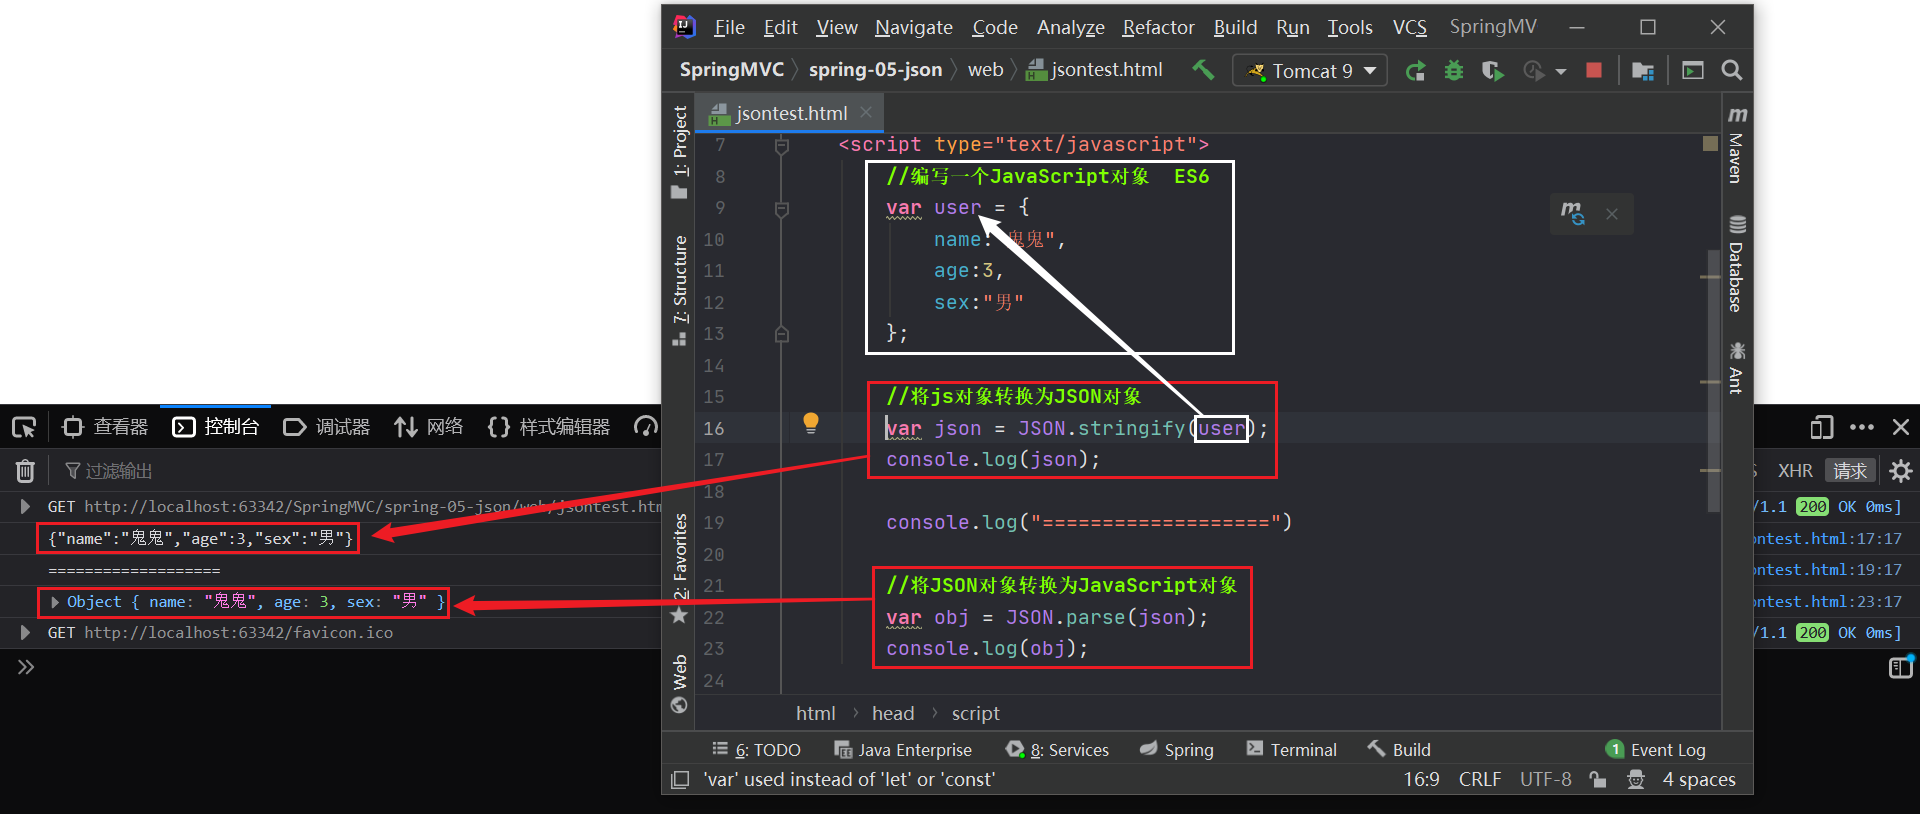 File Edit View Navigate Code Analyze Refactor Build Run Tools VCS SpringMV
SpringMVC spring-05-json web jsontest.html Tomcat 9
jsontest.html
1: Project
7: Structure
2: Favorites
Web
Maven
Database
Ant
7 <script type="text/javascript">
8 //编写一个JavaScript对象 ES6
9 var user = {
10 name: 鬼鬼",
11 age:3,
12 sex:"男"
13 };
14
15 //将js对象转换为JSON对象
16 var json = JSON.stringify(user);
17 console.log(json);
18
19 console.log("===================")
20
21 //将JSON对象转换为JavaScript对象
22 var obj = JSON.parse(json);
23 console.log(obj);
24
html head script
6: TODO Java Enterprise 8: Services Spring Terminal Build 1 Event Log
'var' used instead of 'let' or 'const' 16:9 CRLF UTF-8 4 spaces
查看器 控制台 调试器 网络 样式编辑器
过滤输出 XHR 请求
GET http://localhost:63342/SpringMVC/spring-05-json/web/jsontest.htm /1.1 200 OK 0ms]
{"name":"鬼鬼","age":3,"sex":"男"} ontest.html:17:17
=================== ontest.html:19:17
Object { name: "鬼鬼", age: 3, sex: "男" } ontest.html:23:17
GET http://localhost:63342/favicon.ico /1.1 200 OK 0ms]